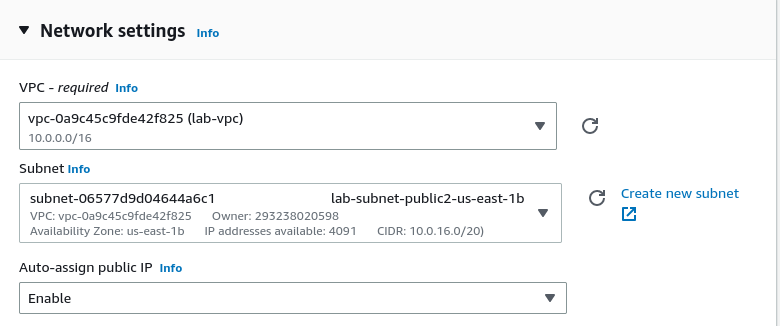 Network settings Info
VPC - required Info
vpc-0a9c45c9fde42f825 (lab-vpc)
10.0.0.0/16
Subnet Info
subnet-06577d9d04644a6c1 lab-subnet-public2-us-east-1b
VPC: vpc-0a9c45c9fde42f825 Owner: 293238020598
Availability Zone: us-east-1b IP addresses available: 4091 CIDR: 10.0.16.0/20)
Create new subnet
Auto-assign public IP Info
Enable